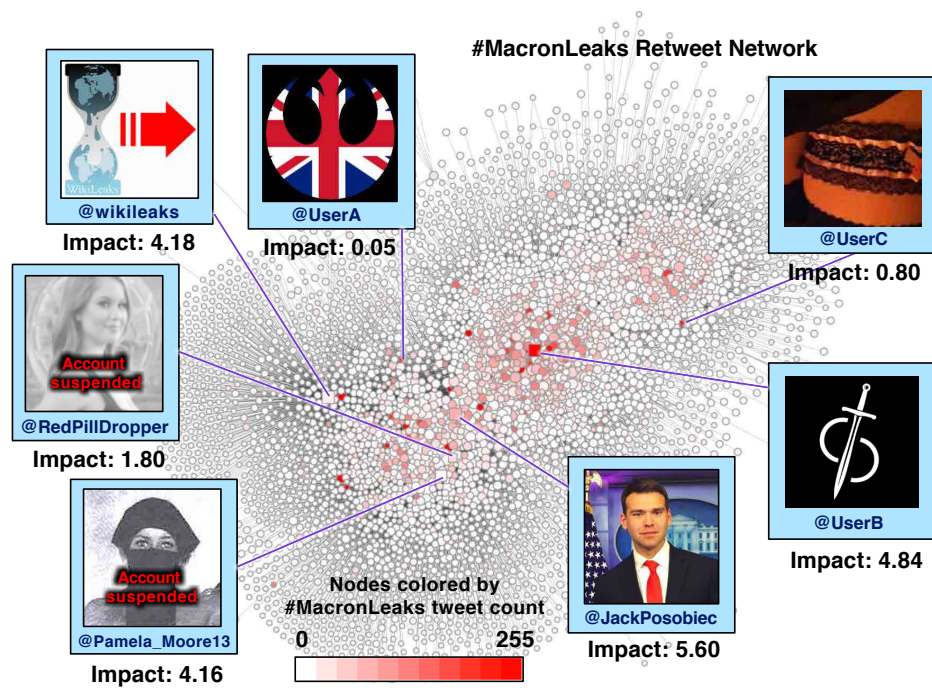 #MacronLeaks Retweet Network
WikiLeaks
@wikileaks
Impact: 4.18
@UserA
Impact: 0.05
@UserC
Impact: 0.80
Account
suspended
@RedPillDropper
Impact: 1.80
@UserB
Impact: 4.84
Account
suspended
@Pamela_Moore13
Impact: 4.16
@JackPosobiec
Impact: 5.60
Nodes colored by
#MacronLeaks tweet count
0 255